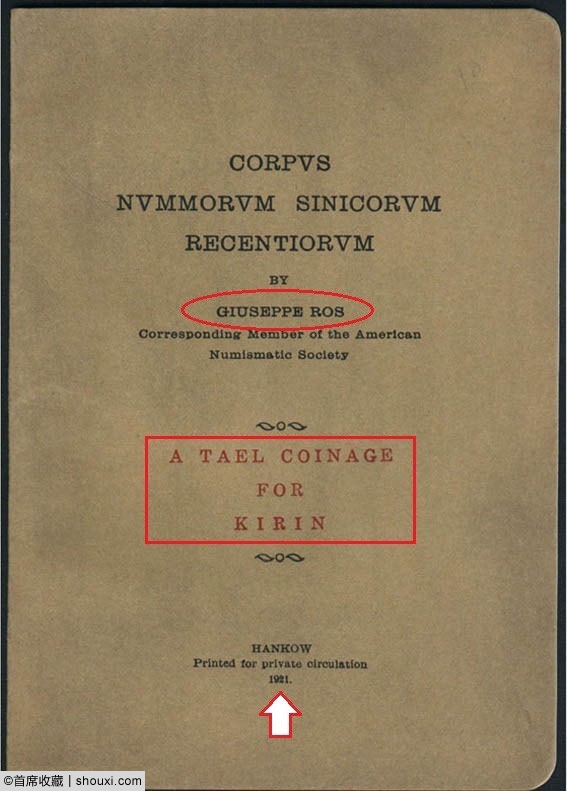 CORPVS
NVMMORVM SINICORVM
RECENTIORVM
BY
GIUSEPPE ROS
Corresponding Member of the American
Numismatic Society
A TAEL COINAGE
FOR
KIRIN
HANKOW
Printed for private circulation
1921.
©首席收藏 | shouxi.com